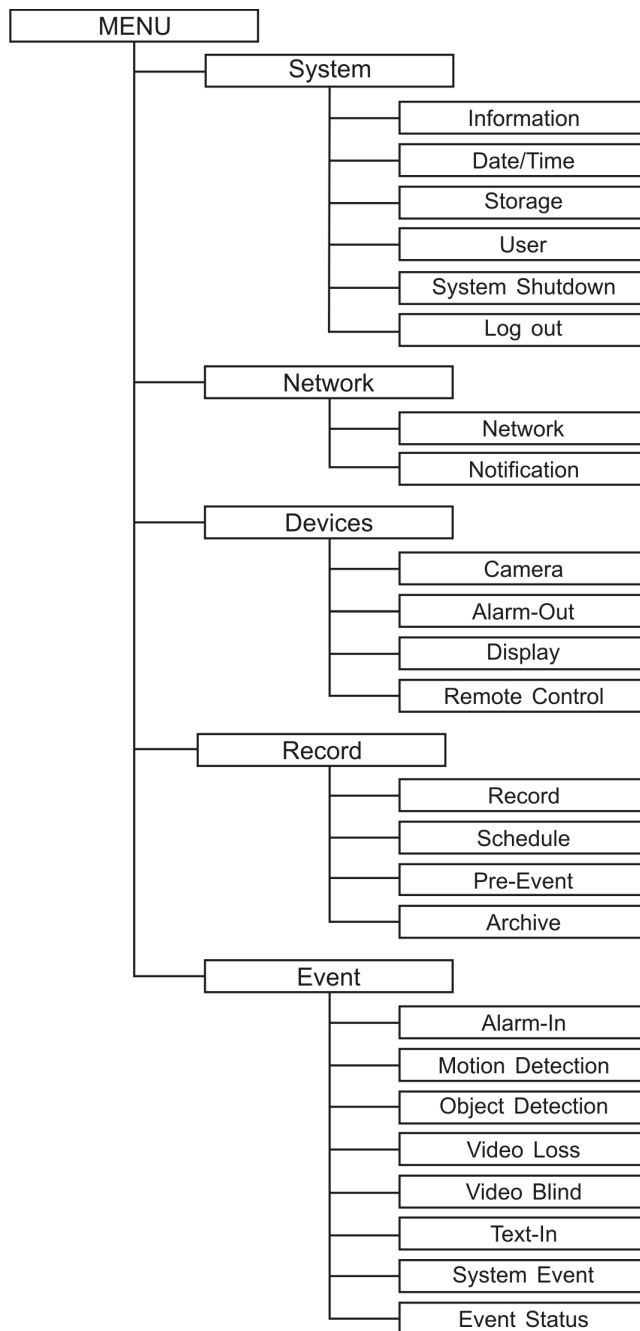 MENU
System
Information
Date/Time
Storage
User
System Shutdown
Log out
Network
Network
Notification
Devices
Camera
Alarm-Out
Display
Remote Control
Record
Record
Schedule
Pre-Event
Archive
Event
Alarm-In
Motion Detection
Object Detection
Video Loss
Video Blind
Text-In
System Event
Event Status